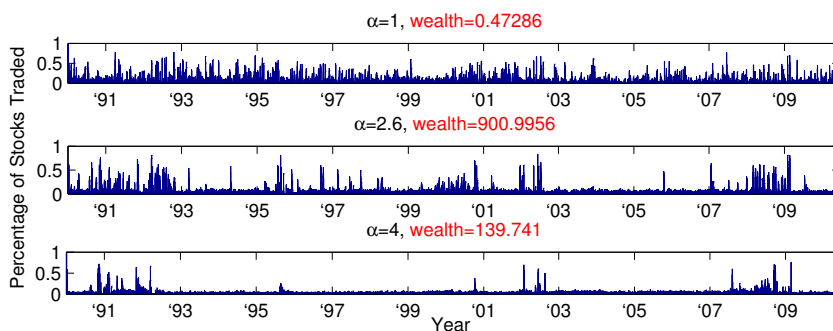 α=1, wealth=0.47286
1
0.5
0
‘91 ‘93 ‘95 ‘97 ‘99 ‘01 ‘03 ‘05 ‘07 ‘09
α=2.6, wealth=900.9956
1
0.5
0
‘91 ‘93 ‘95 ‘97 ‘99 ‘01 ‘03 ‘05 ‘07 ‘09
α=4, wealth=139.741
1
0.5
0
‘91 ‘93 ‘95 ‘97 ‘99 ‘01 ‘03 ‘05 ‘07 ‘09
Year
Percentage of Stocks Traded